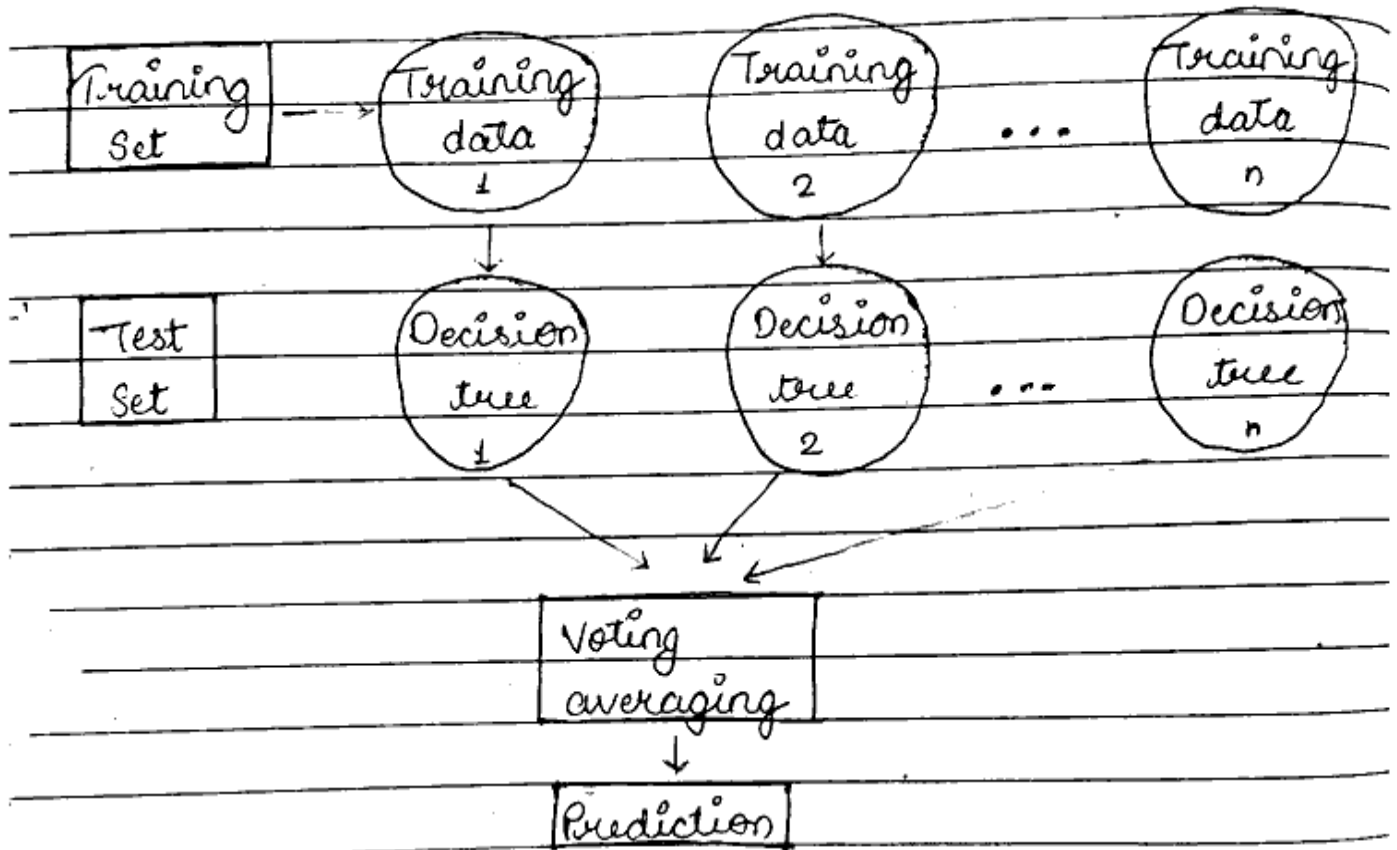 Training
Set
Training
data
1
Training
data
2
...
Training
data
n
Test
Set
Decision
tree
1
Decision
tree
2
...
Decision
tree
n
Voting
averaging
Prediction